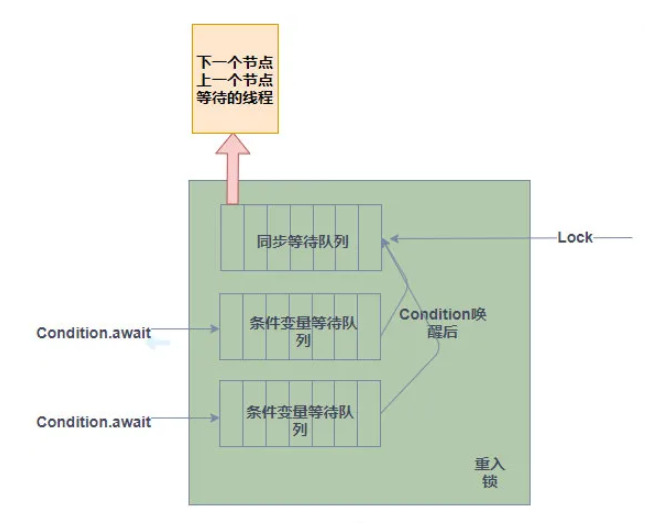 下一个节点
上一个节点
等待的线程
同步等待队列
Lock
条件变量等待队
列
Condition.await
Condition唤
醒后
条件变量等待队
列
Condition.await
重入
锁